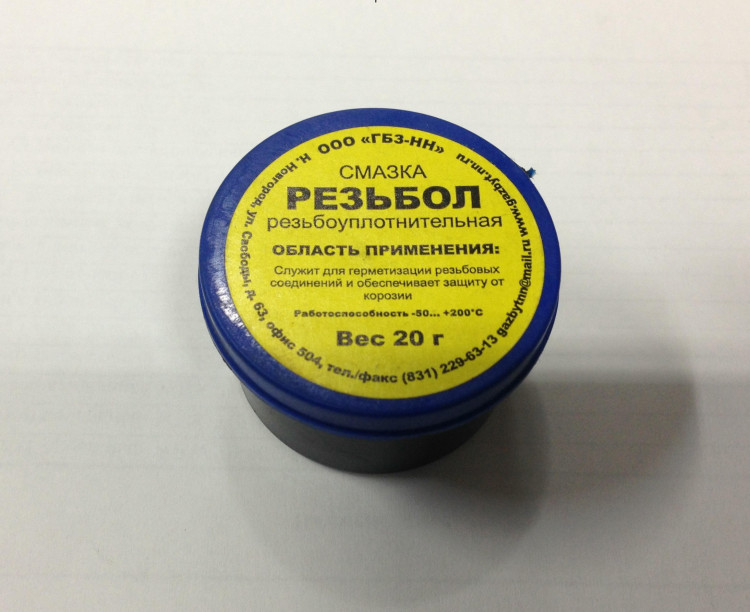 ООО «ГБЗ-НН»
СМАЗКА
РЕЗЬБОЛ
резьбоуплотнительная
ОБЛАСТЬ ПРИМЕНЕНИЯ:
Служит для герметизации резьбовых
соединений и обеспечивает защиту от
корозии
Работоспособность -50... +200°С
Вес 20 г
Н. Новгород, ул. Свободы, д. 63, офис 504, тел./факс (831) 229-63-13 gazbytnn@mail.ru www.gazbyt.nn.ru